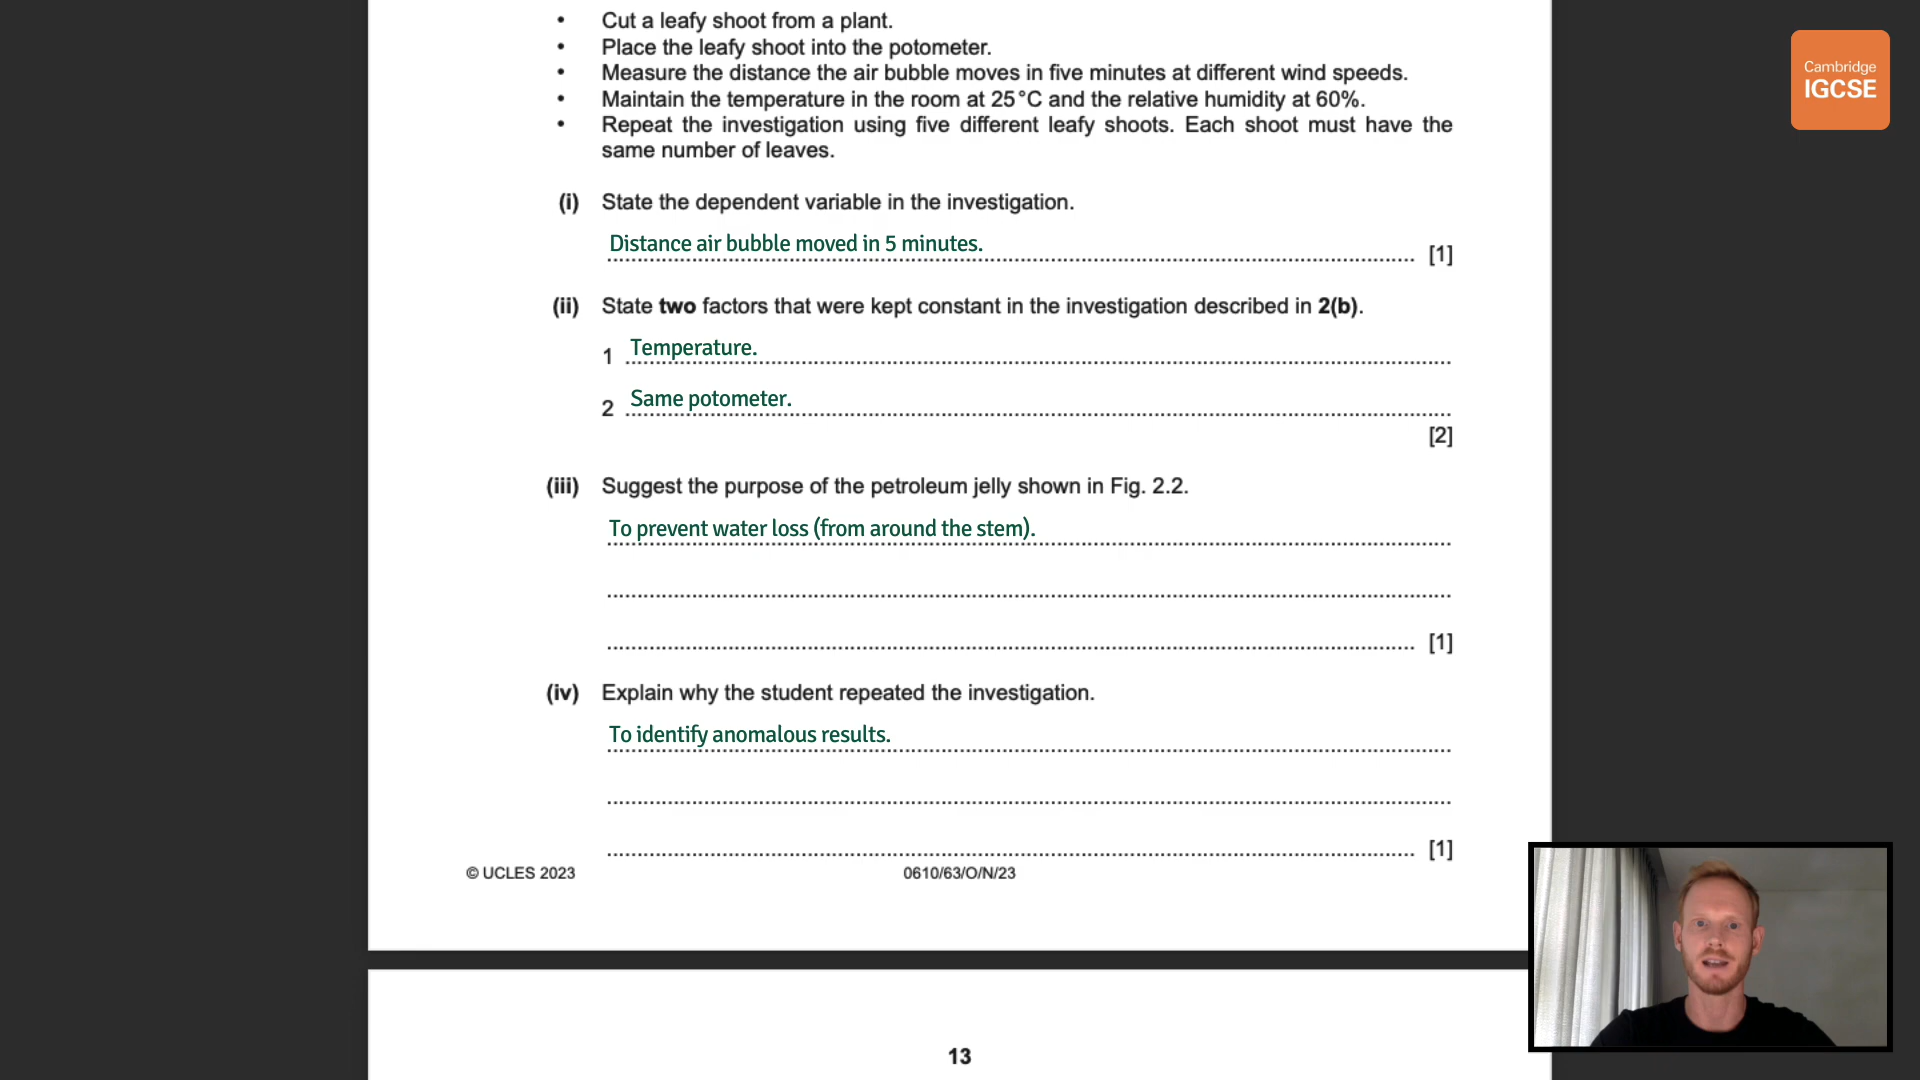 • Cut a leafy shoot from a plant.
• Place the leafy shoot into the potometer.
• Measure the distance the air bubble moves in five minutes at different wind speeds.
• Maintain the temperature in the room at 25 °C and the relative humidity at 60%.
• Repeat the investigation using five different leafy shoots. Each shoot must have the
same number of leaves.
Cambridge
IGCSE
(i) State the dependent variable in the investigation.
Distance air bubble moved in 5 minutes.
[1]
(ii) State two factors that were kept constant in the investigation described in 2(b).
1 Temperature.
2 Same potometer.
[2]
(iii) Suggest the purpose of the petroleum jelly shown in Fig. 2.2.
To prevent water loss (from around the stem).
[1]
(iv) Explain why the student repeated the investigation.
To identify anomalous results.
[1]
© UCLES 2023 0610/63/O/N/23
13